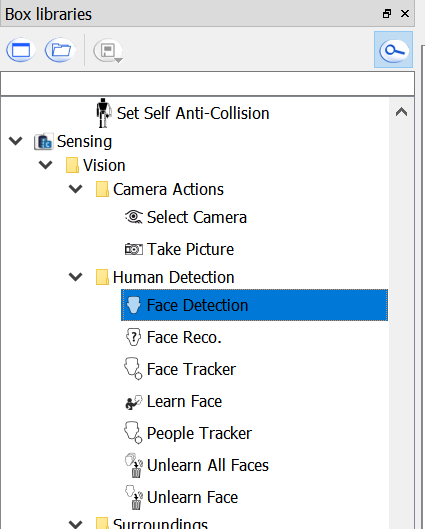 Box libraries
Set Self Anti-Collision
Sensing
Vision
Camera Actions
Select Camera
Take Picture
Human Detection
Face Detection
Face Reco.
Face Tracker
Learn Face
People Tracker
Unlearn All Faces
Unlearn Face
Surroundings